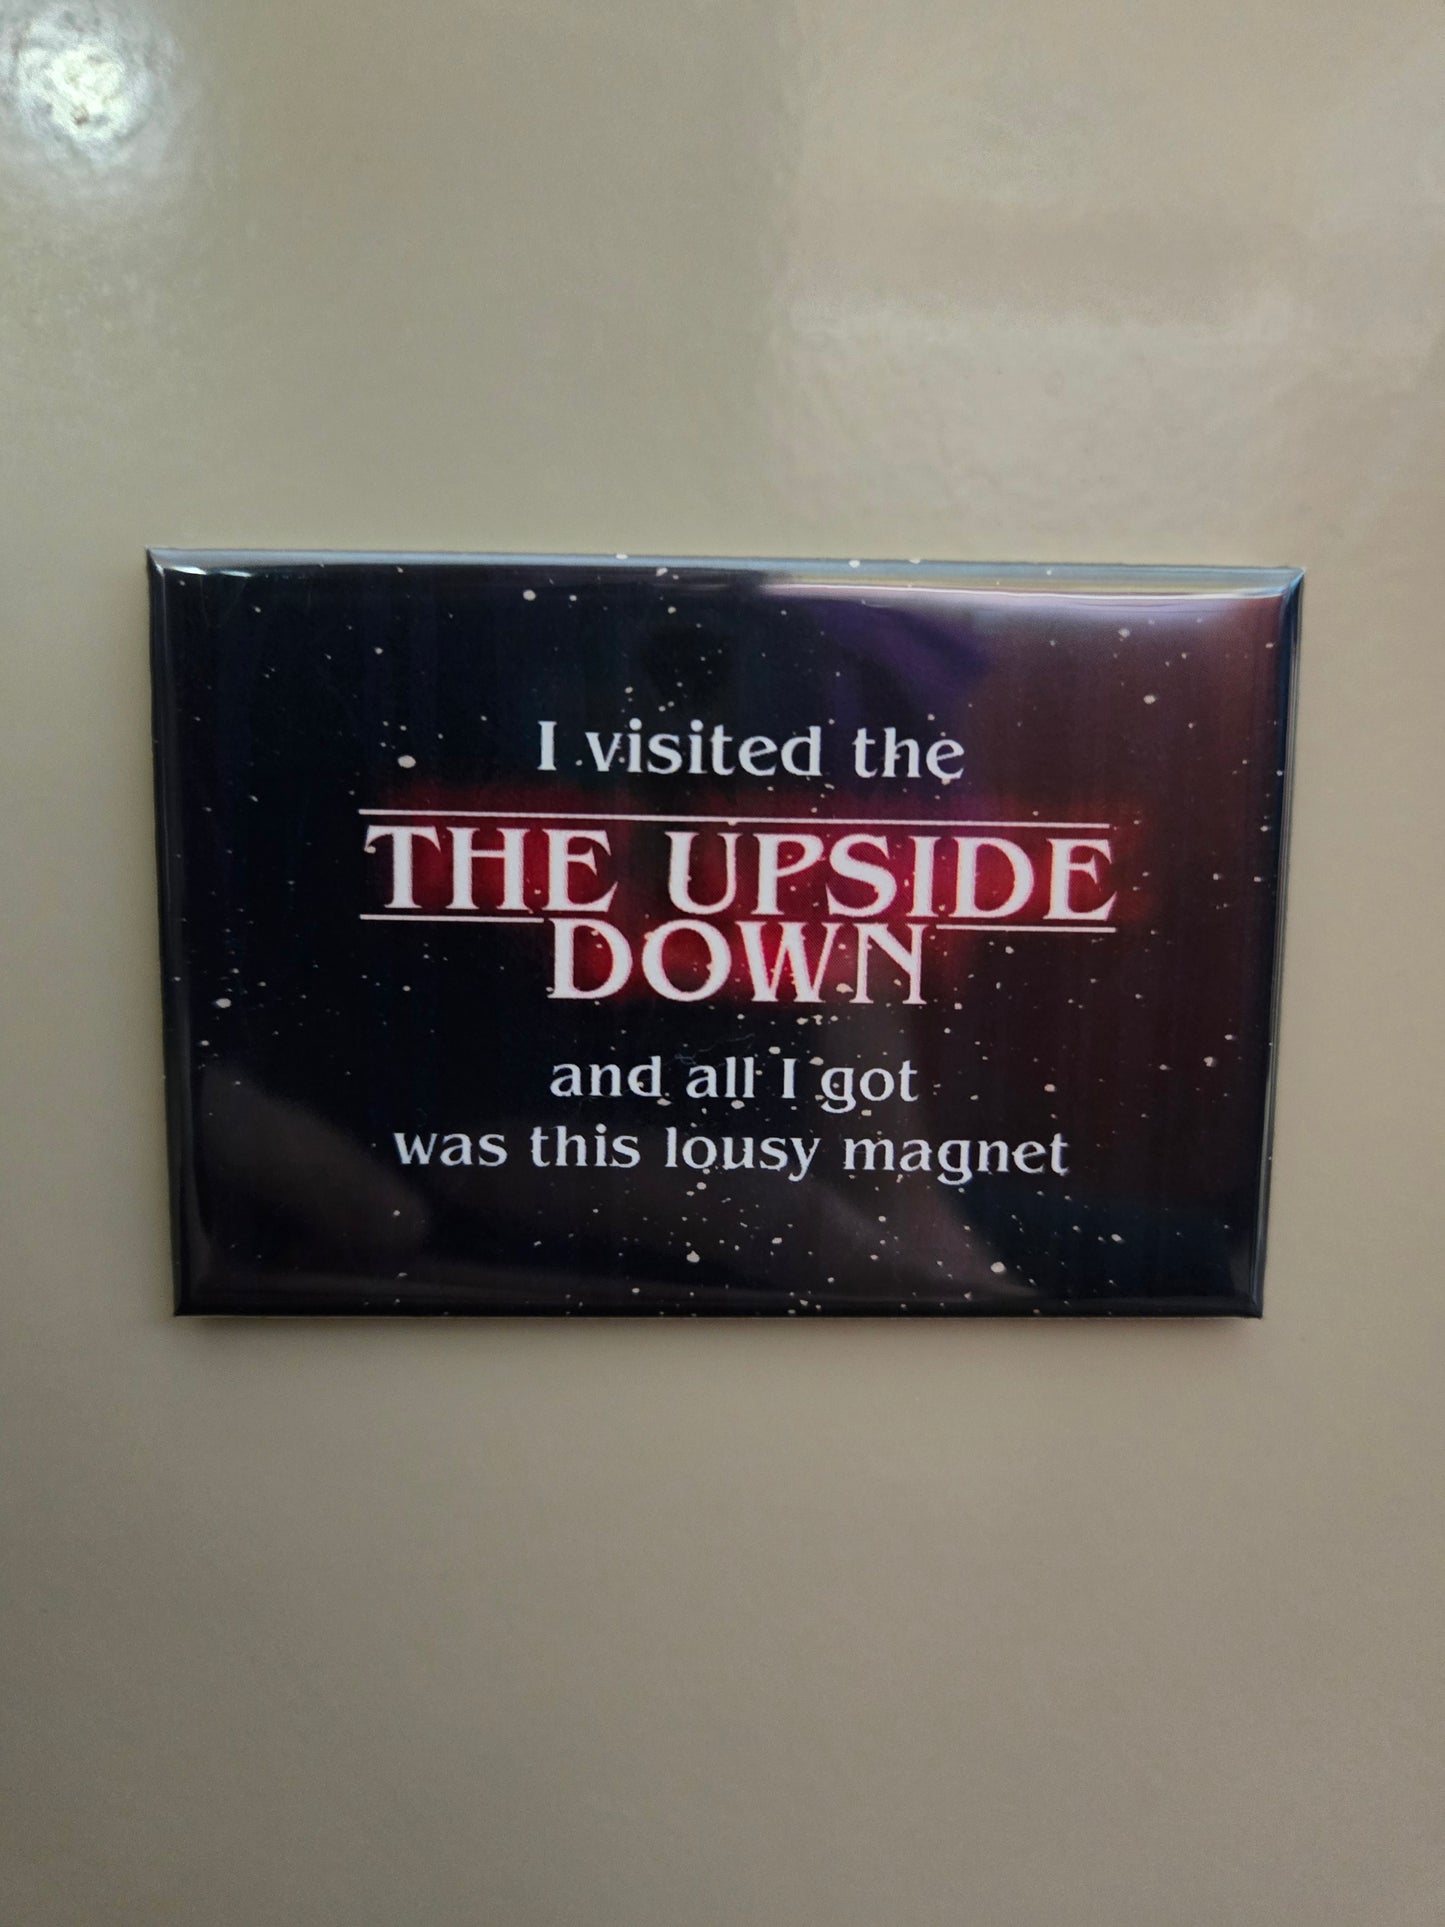 I visited the
THE UPSIDE
DOWN
and all I got
was this lousy magnet